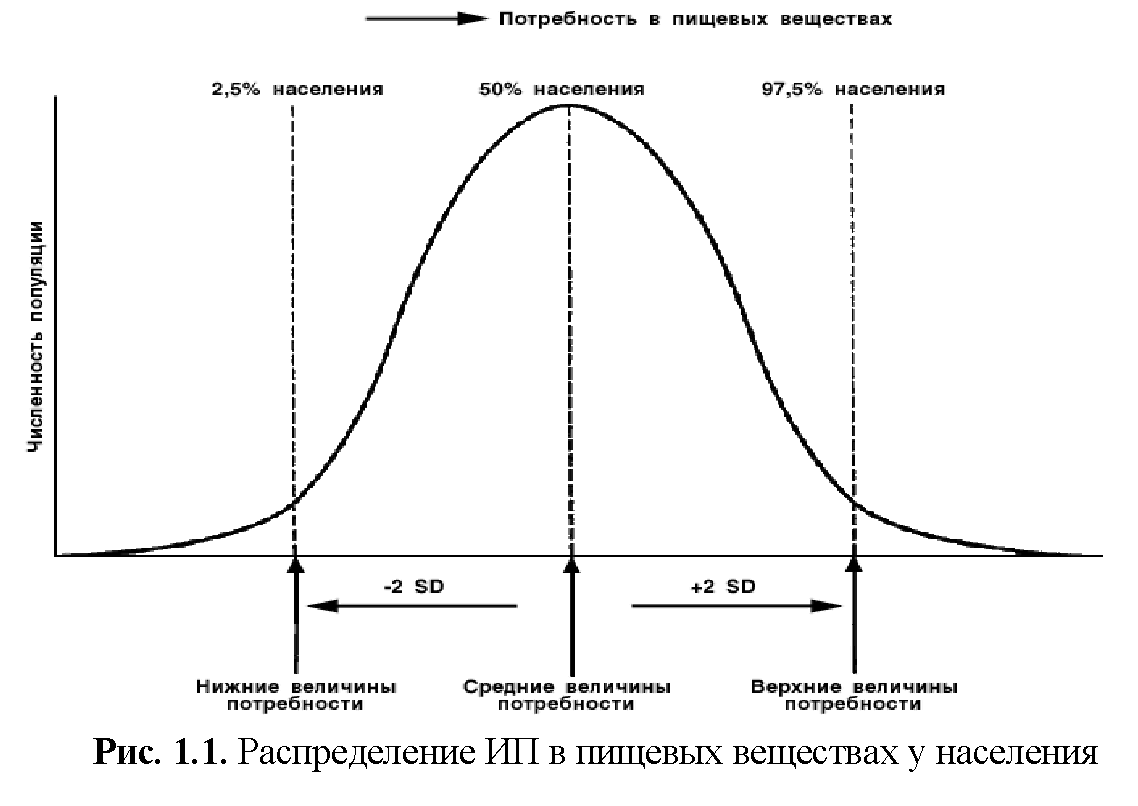 Потребность в пищевых веществах
2,5% населения
50% населения
97,5% населения
Численность популяции
-2 SD
+2 SD
Нижние величины
потребности
Средние величины
потребности
Верхние величины
потребности
Рис. 1.1. Распределение ИП в пищевых веществах у населения